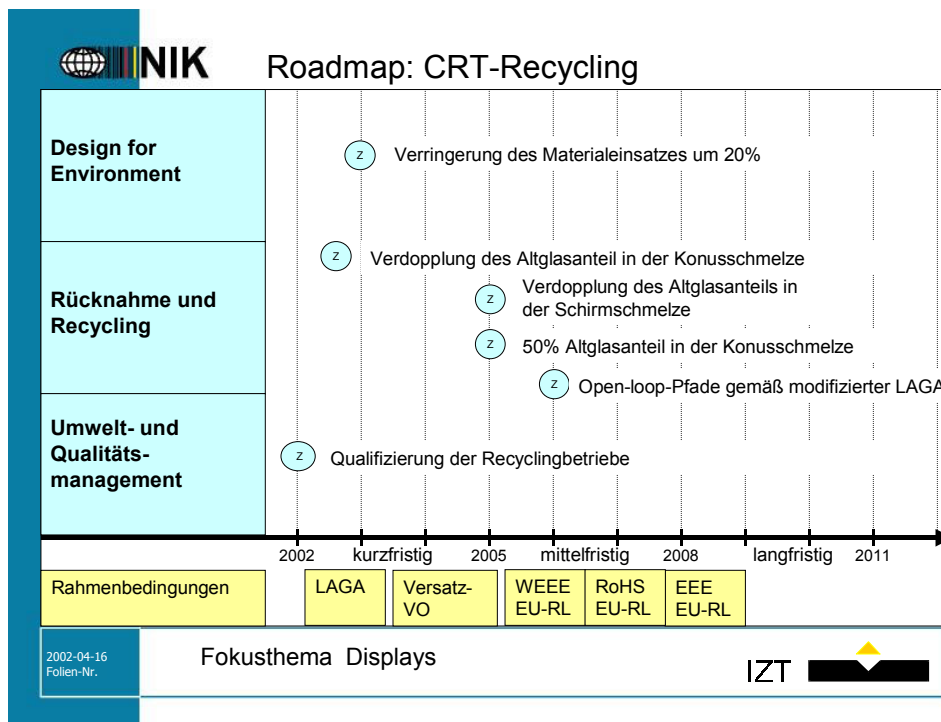 NIK
Roadmap: CRT-Recycling
Design for
Environment
z
Verringerung des Materialeinsatzes um 20%
Rücknahme und
Recycling
z
Verdopplung des Altglasanteil in der Konusschmelze
z
Verdopplung des Altglasanteils in
der Schirmschmelze
z
50% Altglasanteil in der Konusschmelze
z
Open-loop-Pfade gemäß modifizierter LAGA
Umwelt- und
Qualitäts-
management
z
Qualifizierung der Recyclingbetriebe
2002 kurzfristig 2005 mittelfristig 2008 langfristig 2011
Rahmenbedingungen
LAGA
Versatz-
VO
WEEE
EU-RL
RoHS
EU-RL
EEE
EU-RL
2002-04-16
Folien-Nr.
Fokusthema Displays
IZT